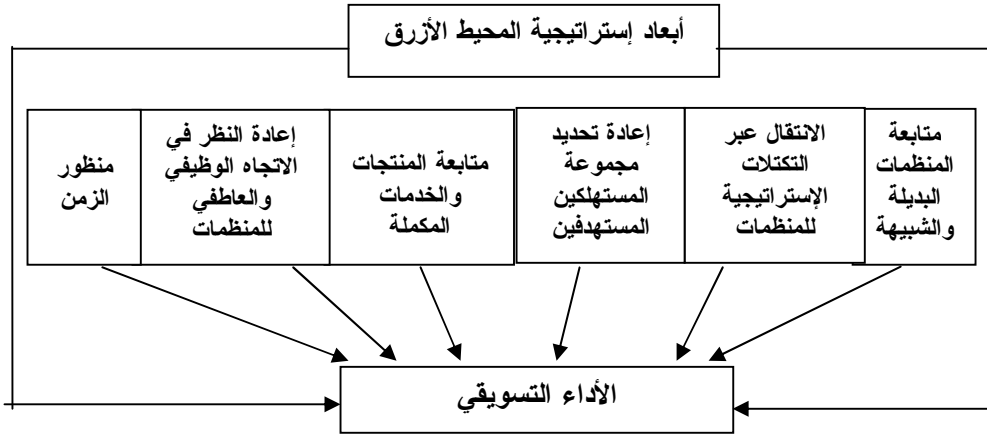 أبعاد إستراتيجية المحيط الأزرق
متابعة
المنظمات
البديلة
والشبيهة
الانتقال عبر
التكتلات
الإستراتيجية
للمنظمات
إعادة تحديد
مجموعة
المستهلكين
المستهدفين
متابعة المنتجات
والخدمات
المكملة
إعادة النظر في
الاتجاه الوظيفي
والعاطفي
للمنظمات
منظور
الزمن
الأداء التسويقي